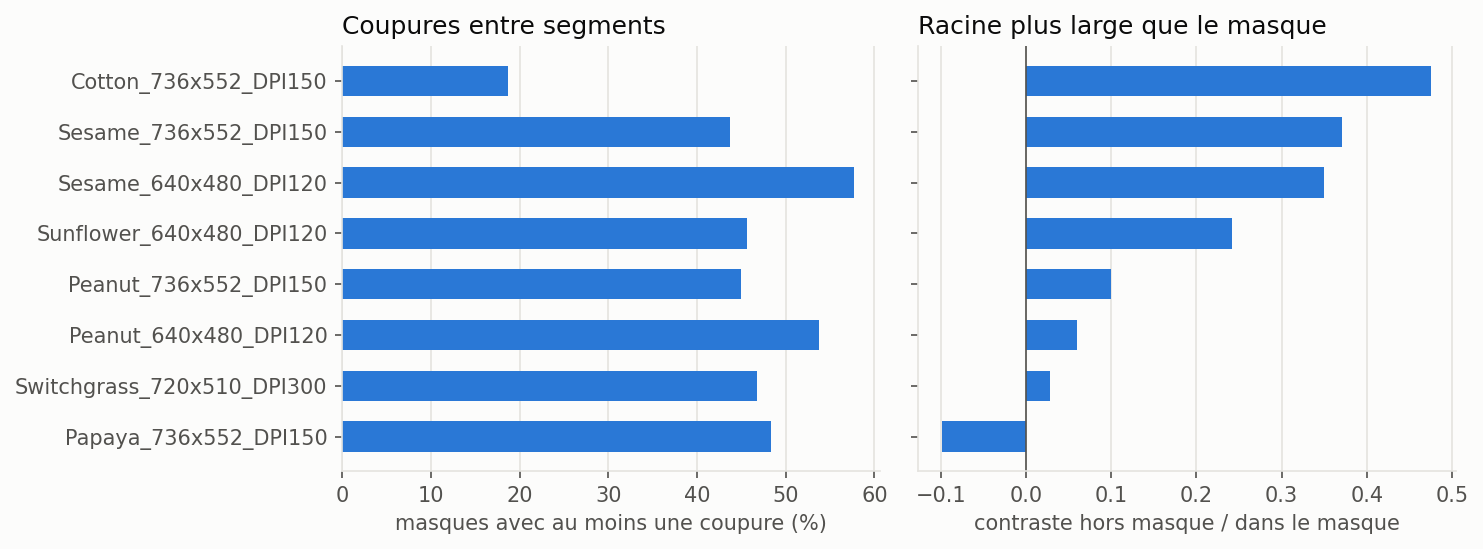 Coupures entre segments
Racine plus large que le masque
Cotton_736x552_DPI150
Sesame_736x552_DPI150
Sesame_640x480_DPI120
Sunflower_640x480_DPI120
Peanut_736x552_DPI150
Peanut_640x480_DPI120
Switchgrass_720x510_DPI300
Papaya_736x552_DPI150
0 10 20 30 40 50 60
masques avec au moins une coupure (%)
−0.1 0.0 0.1 0.2 0.3 0.4 0.5
contraste hors masque / dans le masque